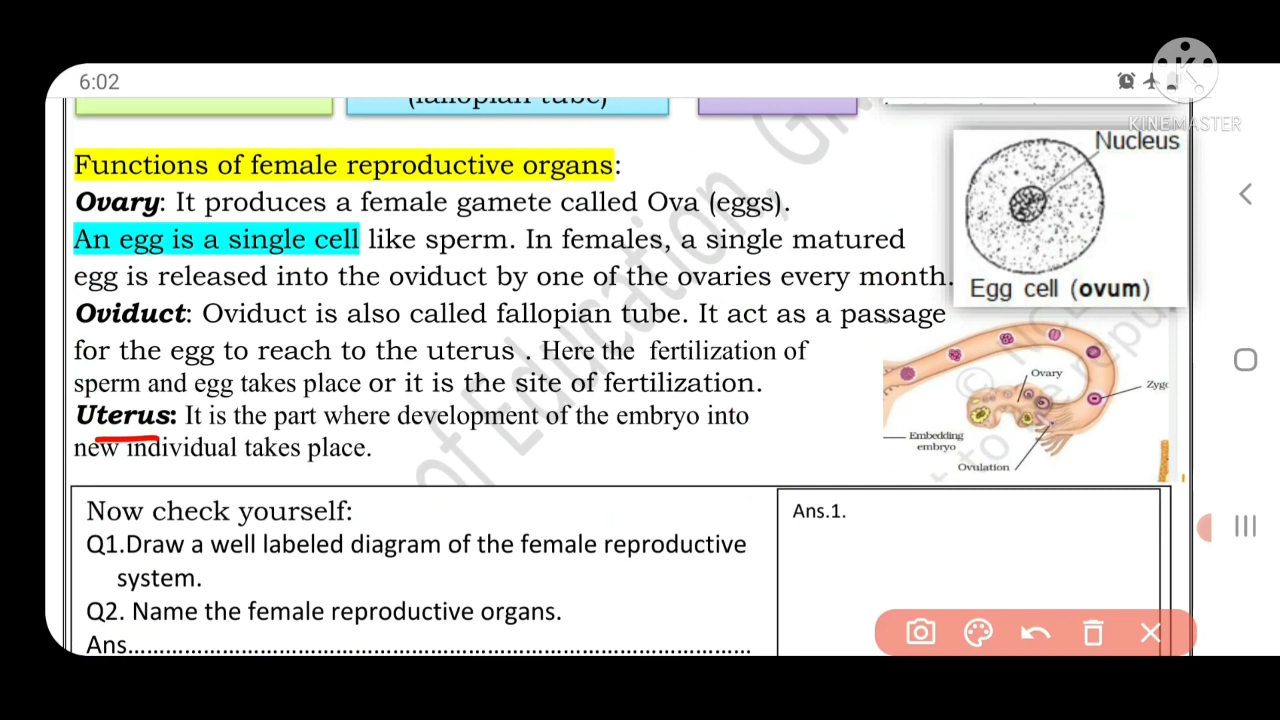 6:02
KINEMASTER
(fallopian tube)
Functions of female reproductive organs:
Ovary: It produces a female gamete called Ova (eggs).
An egg is a single cell like sperm. In females, a single matured
egg is released into the oviduct by one of the ovaries every month.
Nucleus
Egg cell (ovum)
Oviduct: Oviduct is also called fallopian tube. It act as a passage
for the egg to reach to the uterus . Here the fertilization of
sperm and egg takes place or it is the site of fertilization.
Uterus: It is the part where development of the embryo into
new individual takes place.
Ovary
Zyg
Embedding
embryo
Ovulation
of Education,
Now check yourself:
Q1.Draw a well labeled diagram of the female reproductive
system.
Q2. Name the female reproductive organs.
Ans...........................................................................................
Ans.1.